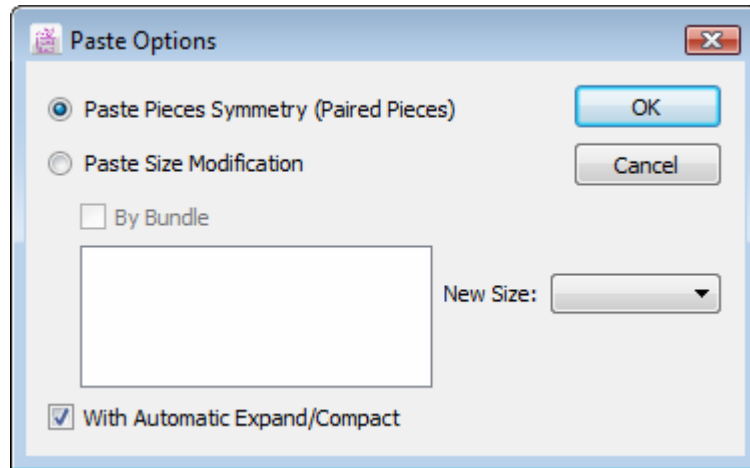 Paste Options
Paste Pieces Symmetry (Paired Pieces)
OK
Paste Size Modification
Cancel
By Bundle
New Size:
With Automatic Expand/Compact